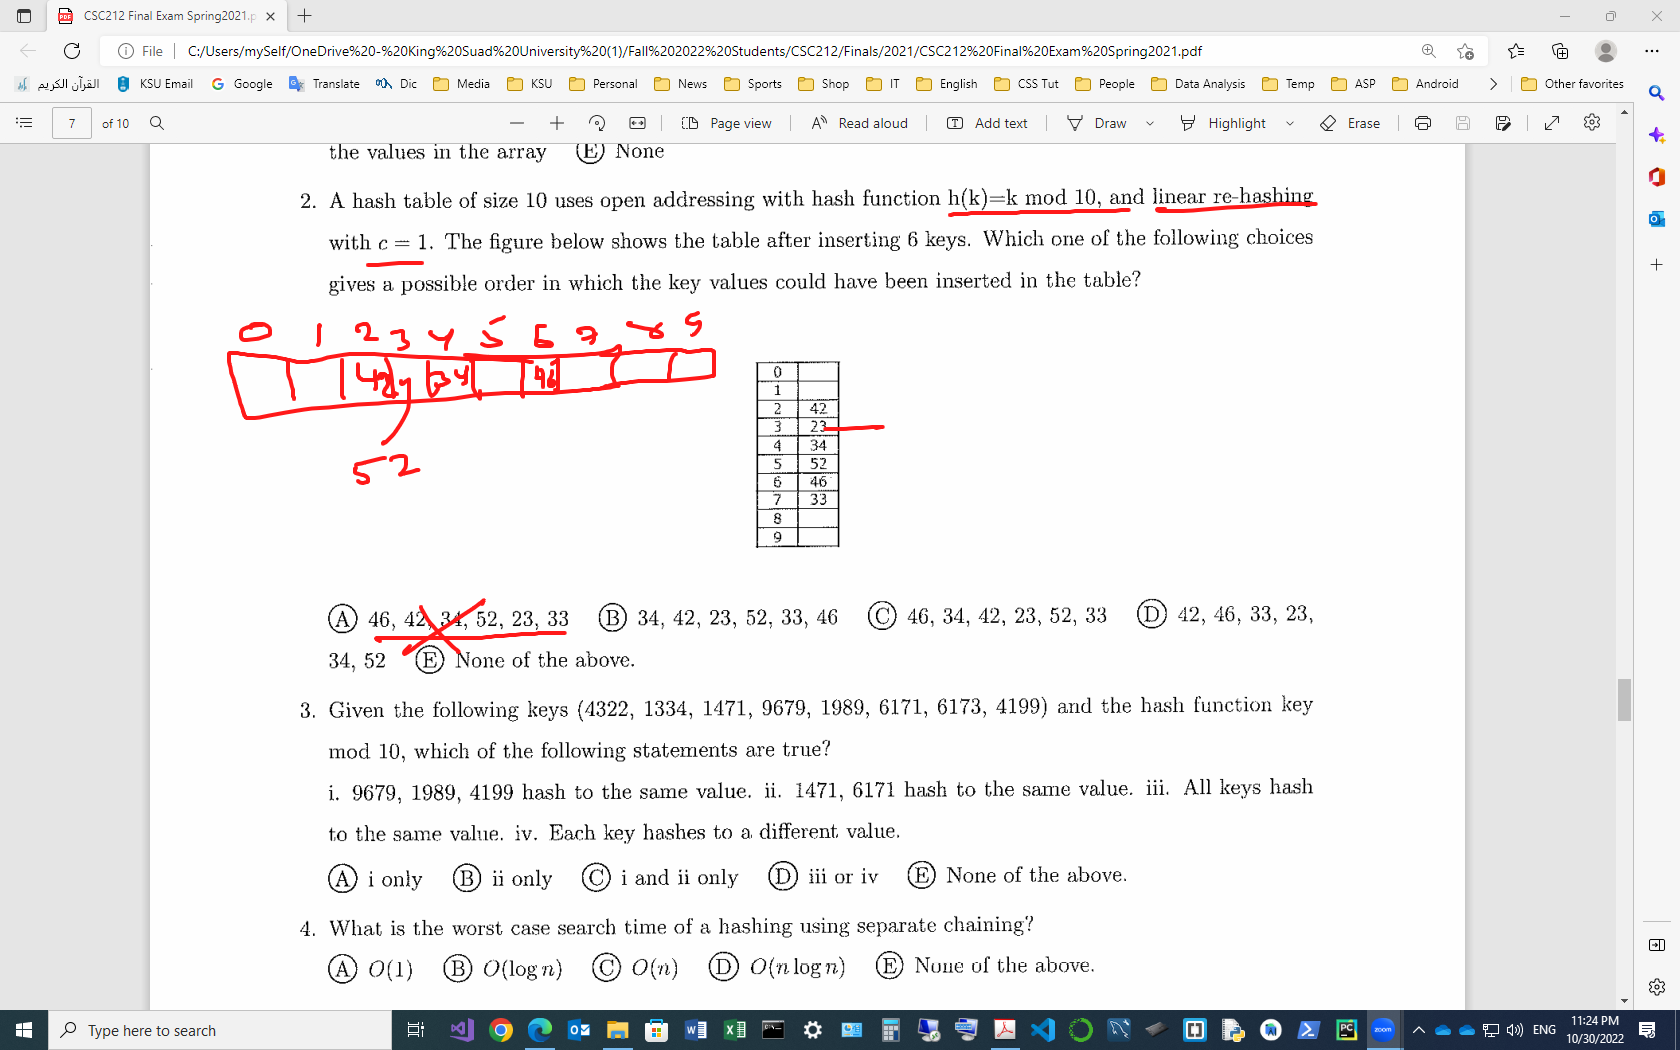 CSC212 Final Exam Spring2021.p
File
C:/Users/mySelf/OneDrive%20-%20King%20Suad%20University%20(1)/Fall%202022%20Students/CSC212/Finals/2021/CSC212%20Final%20Exam%20Spring2021.pdf
القرآن الكريم KSU Email Google Translate Dic Media KSU Personal News Sports Shop IT English CSS Tut People Data Analysis Temp ASP Android Other favorites
7 of 10 Page view Read aloud Add text Draw Highlight Erase
the values in the array (E) None
2. A hash table of size 10 uses open addressing with hash function h(k)=k mod 10, and linear re-hashing
with c = 1. The figure below shows the table after inserting 6 keys. Which one of the following choices
gives a possible order in which the key values could have been inserted in the table?
0 1 2 3 4 5 6 7 8 9
42 34 46
52
0
1
2 42
3 23
4 34
5 52
6 46
7 33
8
9
(A) 46, 42, 34, 52, 23, 33 (B) 34, 42, 23, 52, 33, 46 (C) 46, 34, 42, 23, 52, 33 (D) 42, 46, 33, 23,
34, 52 (E) None of the above.
3. Given the following keys (4322, 1334, 1471, 9679, 1989, 6171, 6173, 4199) and the hash function key
mod 10, which of the following statements are true?
i. 9679, 1989, 4199 hash to the same value. ii. 1471, 6171 hash to the same value. iii. All keys hash
to the same value. iv. Each key hashes to a different value.
(A) i only (B) ii only (C) i and ii only (D) iii or iv (E) None of the above.
4. What is the worst case search time of a hashing using separate chaining?
(A) O(1) (B) O(log n) (C) O(n) (D) O(n log n) (E) None of the above.
Type here to search
ENG
11:24 PM
10/30/2022